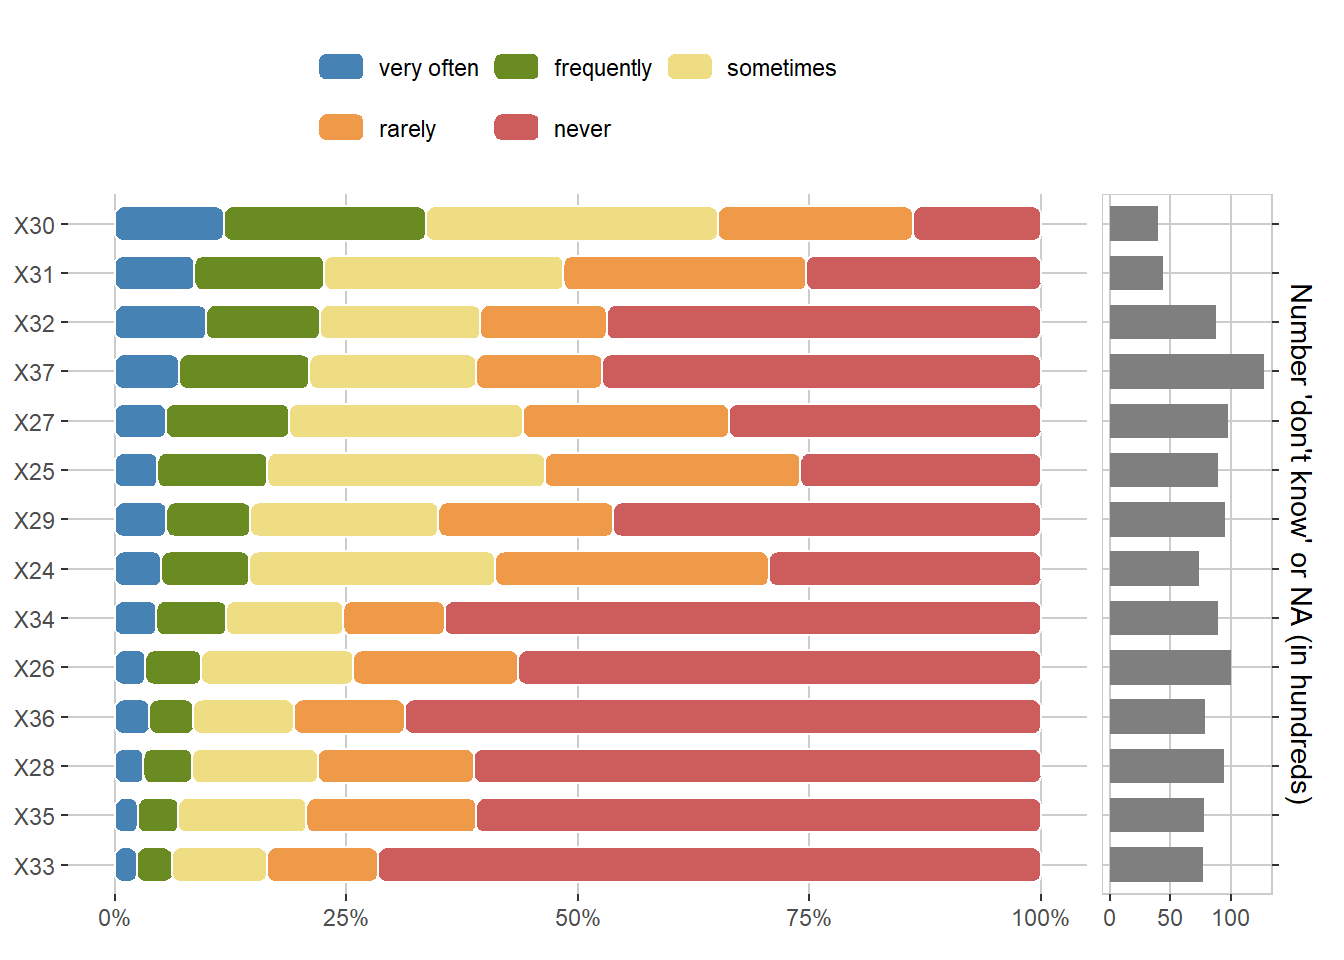 very often frequently sometimes
rarely never
X30
X31
X32
X37
X27
X25
X29
X24
X34
X26
X36
X28
X35
X33
0% 25% 50% 75% 100% 0 50 100
Number 'don't know' or NA (in hundreds)